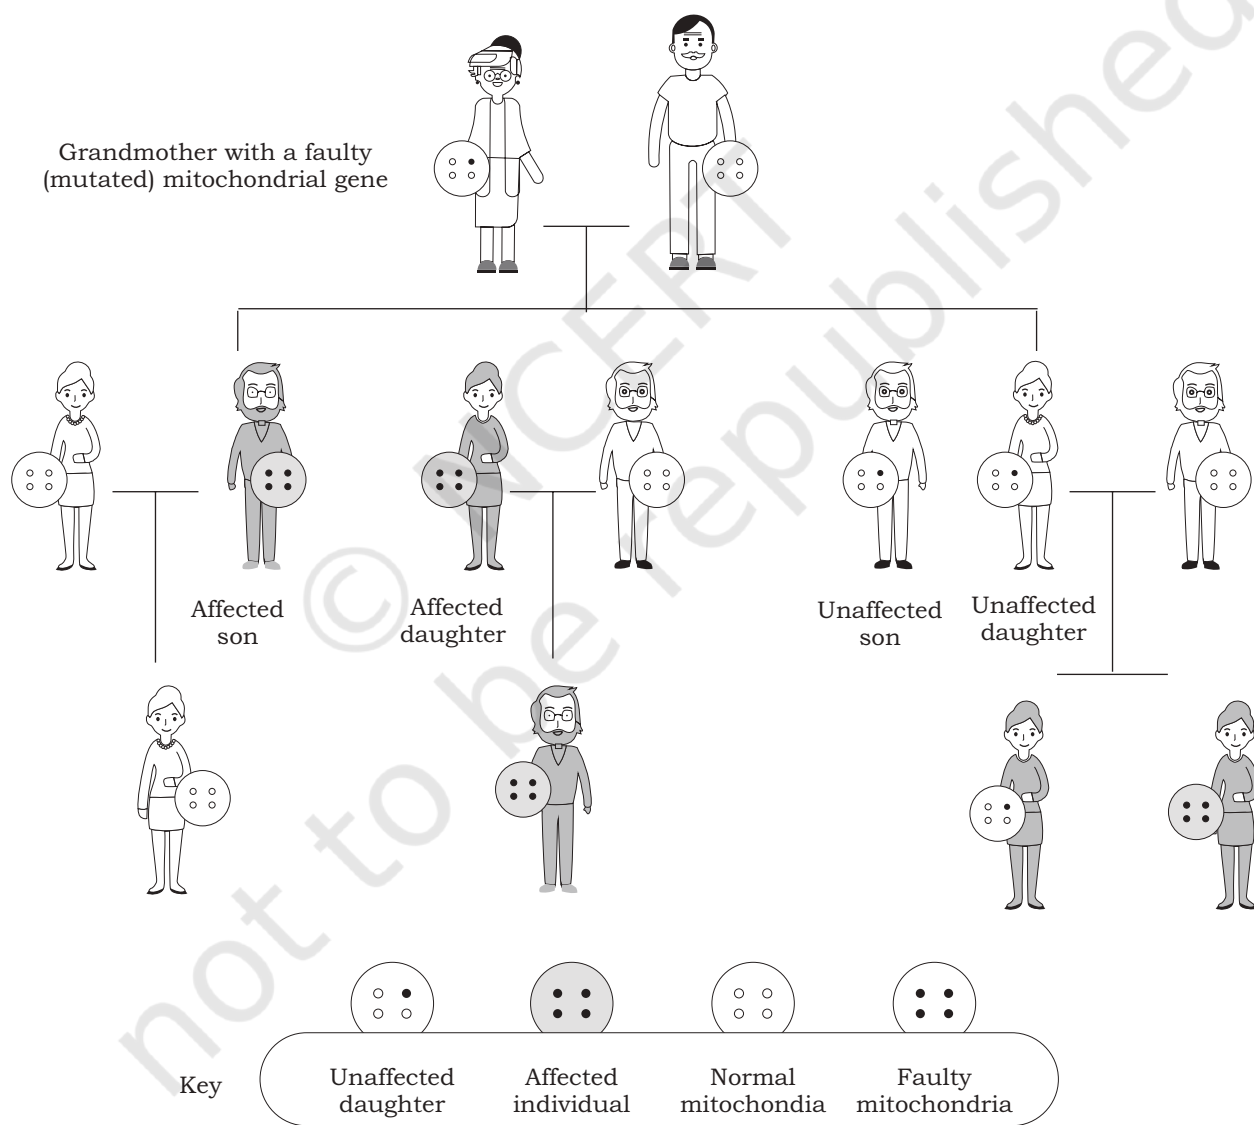 Grandmother with a faulty
(mutated) mitochondrial gene
Affected
son
Affected
daughter
Unaffected
son
Unaffected
daughter
Key
Unaffected
daughter
Affected
individual
Normal
mitochondia
Faulty
mitochondria
© NCERT
not to be republished